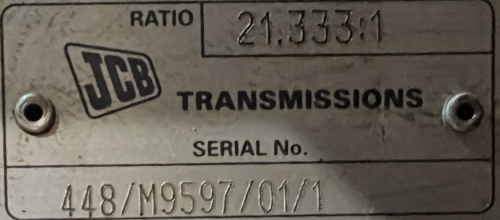 RATIO 21.333:1
JCB TRANSMISSIONS
SERIAL No.
448/M9597/01/1